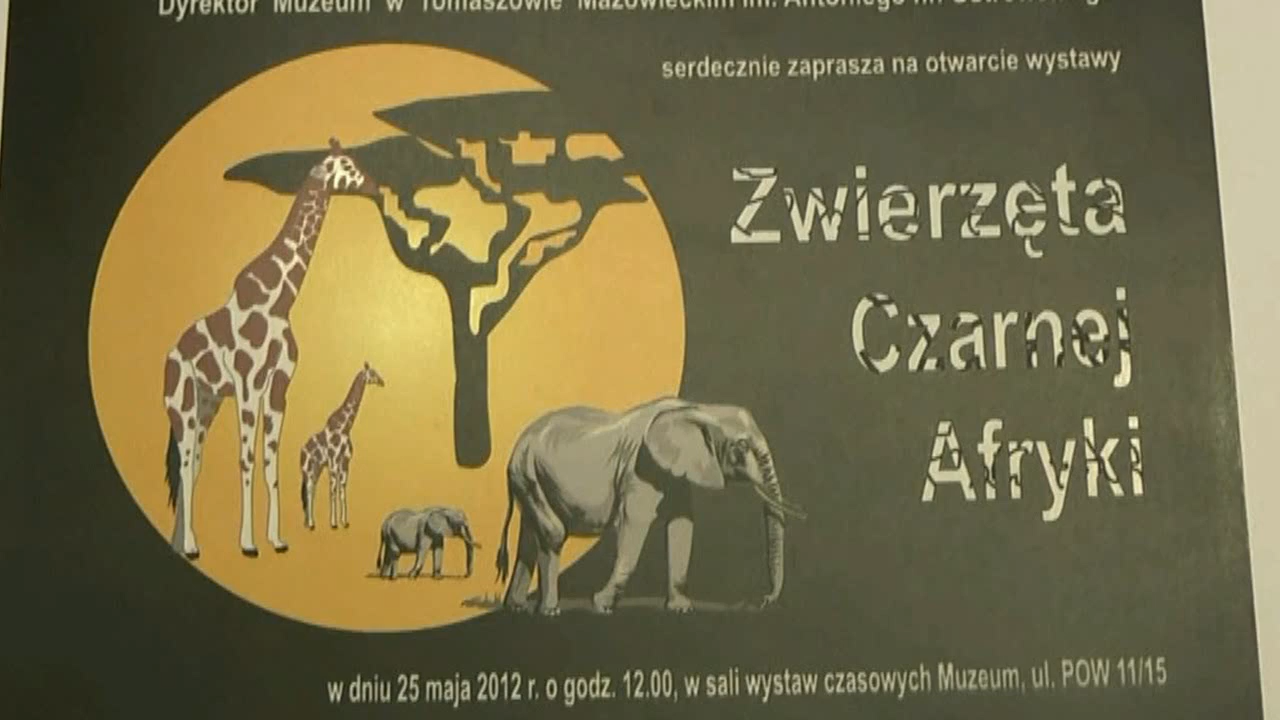 Dyrektor Muzeum w Tomaszowie Mazowieckim im. Antoniego
serdecznie zaprasza na otwarcie wystawy
Zwierzęta
Czarnej
Afryki
w dniu 25 maja 2012 r. o godz. 12.00, w sali wystaw czasowych Muzeum, ul. POW 11/15